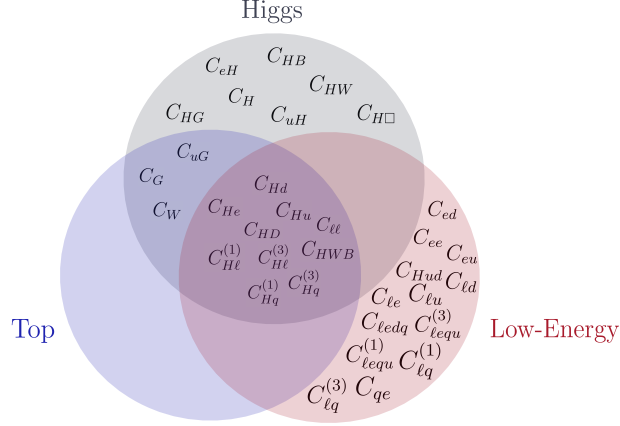 Higgs
C_{eH} C_{HB}
C_{HW}
C_{H}
C_{HG} C_{uH} C_{H□}
C_{uG}
C_{G}
C_{Hd}
C_{W} C_{He} C_{Hu} C_{ed}
C_{HD} C_{ℓℓ}
C_{ee}
C_{Hℓ}^{(1)} C_{Hℓ}^{(3)} C_{HWB} C_{eu}
C_{Hud}
C_{Hq}^{(1)} C_{Hq}^{(3)} C_{ℓd}
C_{ℓe} C_{ℓu}
Top C_{ℓedq} C_{ℓequ}^{(3)} Low-Energy
C_{ℓequ}^{(1)} C_{ℓq}^{(1)}
C_{ℓq}^{(3)} C_{qe}